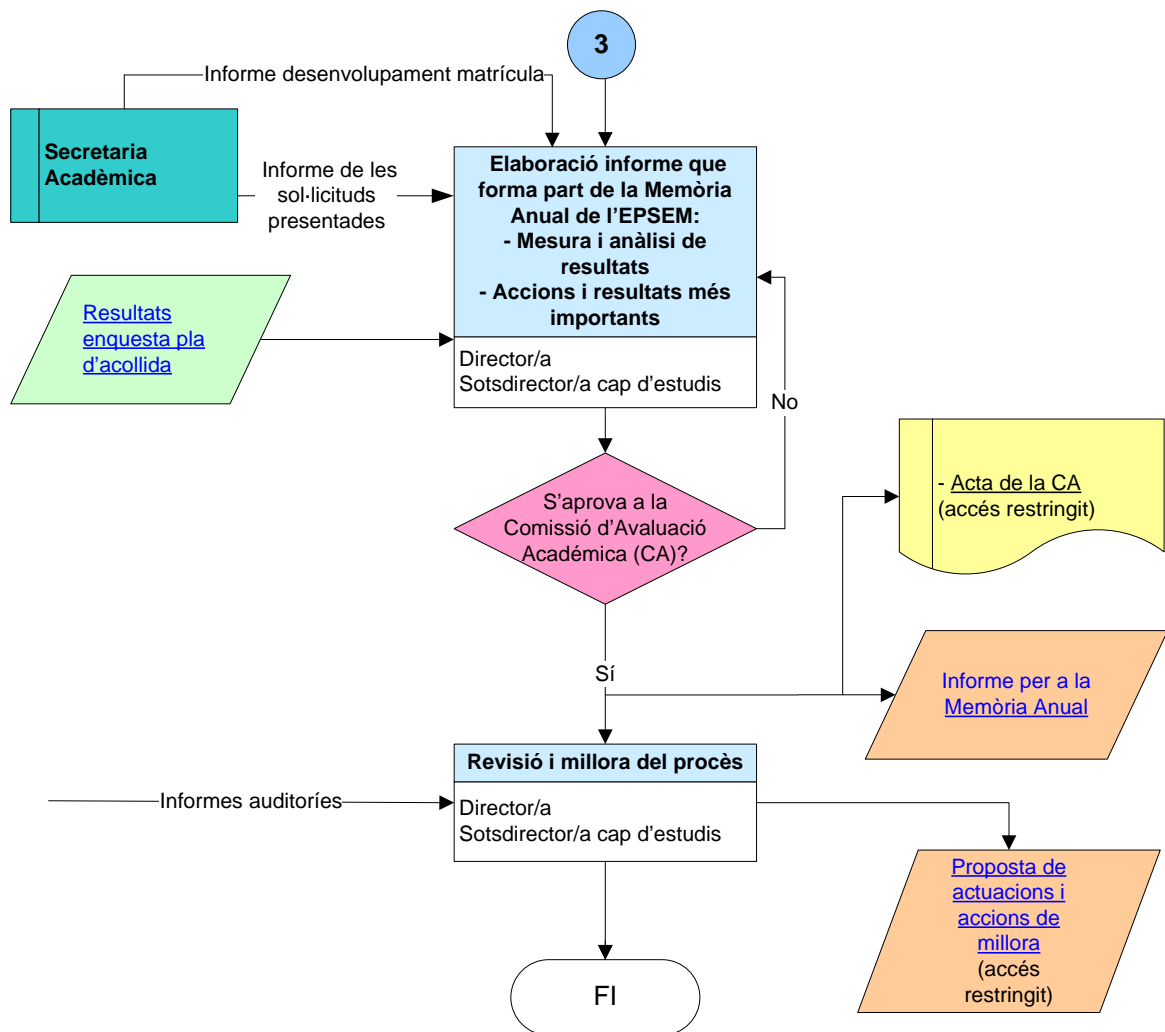 3
Informe desenvolupament matrícula
Secretaria
Acadèmica
Informe de les
sol·licituds
presentades
Elaboració informe que
forma part de la Memòria
Anual de l’EPSEM:
- Mesura i anàlisi de
resultats
- Accions i resultats més
importants
Director/a
Sotsdirector/a cap d’estudis
Resultats
enquesta pla
d’acollida
No
S’aprova a la
Comissió d’Avaluació
Académica (CA)?
- Acta de la CA
(accés restringit)
Sí
Informe per a la
Memòria Anual
Revisió i millora del procès
Director/a
Sotsdirector/a cap d’estudis
Informes auditoríes
Proposta de
actuacions i
accions de
millora
(accés
restringit)
FI